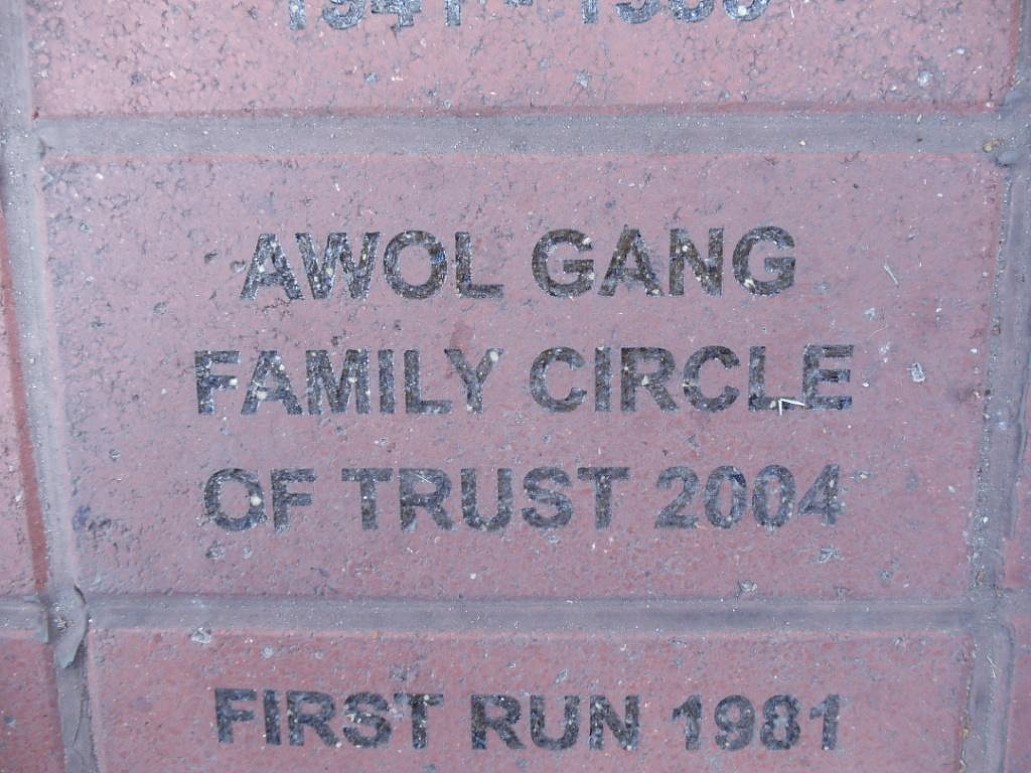 AWOL GANG
FAMILY CIRCLE
OF TRUST 2004
FIRST RUN 1981